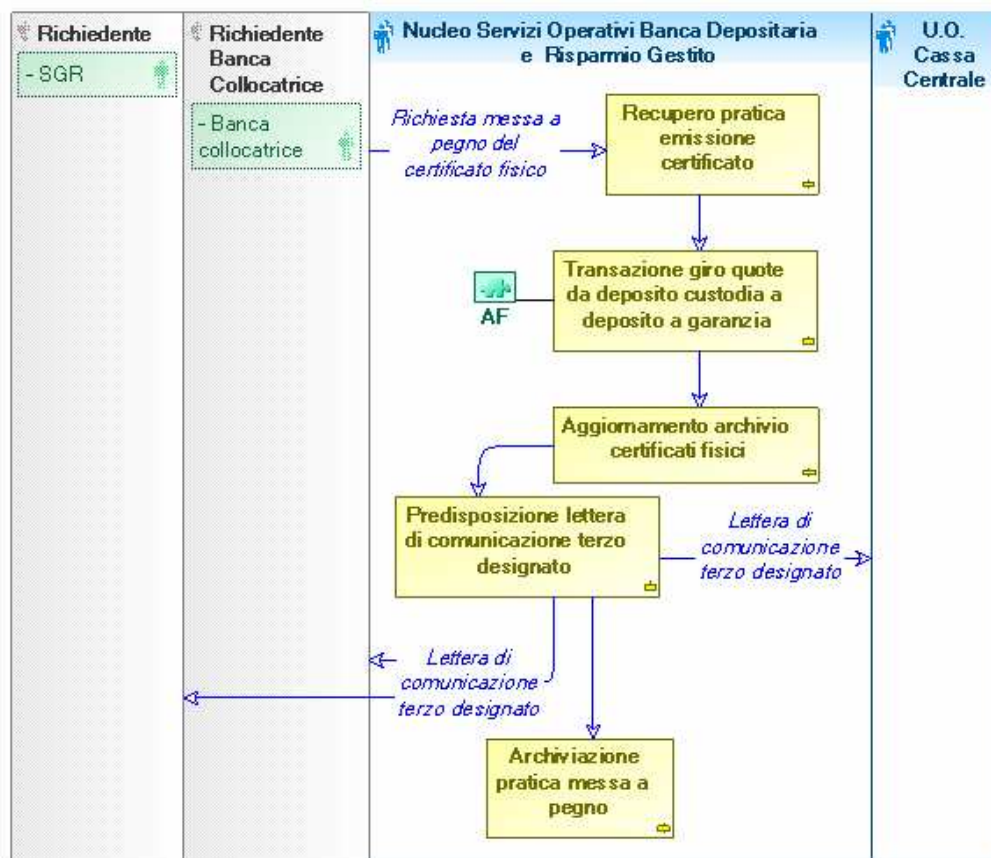 Richiedente
- SGR
Richiedente
Banca
Collocatrice
- Banca
collocatrice
Nucleo Servizi Operativi Banca Depositaria
e Risparmio Gestito
U.O.
Cassa
Centrale
Richiesta messa a
pegno del
certificato fisico
Recupero pratica
emissione
certificato
Transazione giro quote
da deposito custodia a
deposito a garanzia
AF
Aggiornamento archivio
certificati fisici
Predisposizione lettera
di comunicazione terzo
designato
Lettera di
comunicazione
terzo designato
Lettera di
comunicazione
terzo designato
Archiviazione
pratica messa a
pegno